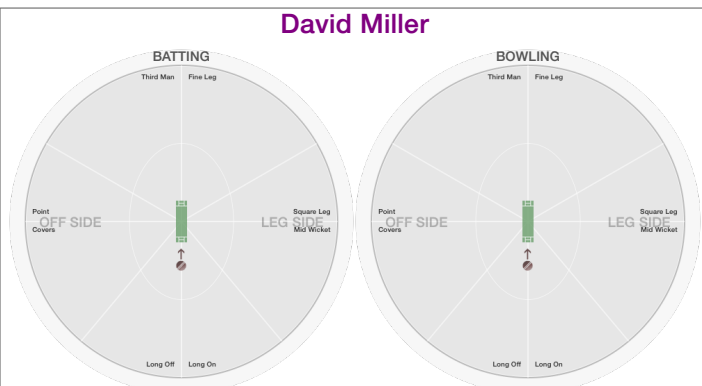 David Miller
BATTING
Third Man Fine Leg
Point
OFF SIDE
Covers
Square Leg
LEG SIDE
Mid Wicket
Long Off Long On
BOWLING
Third Man Fine Leg
Point
OFF SIDE
Covers
Square Leg
LEG SIDE
Mid Wicket
Long Off Long On